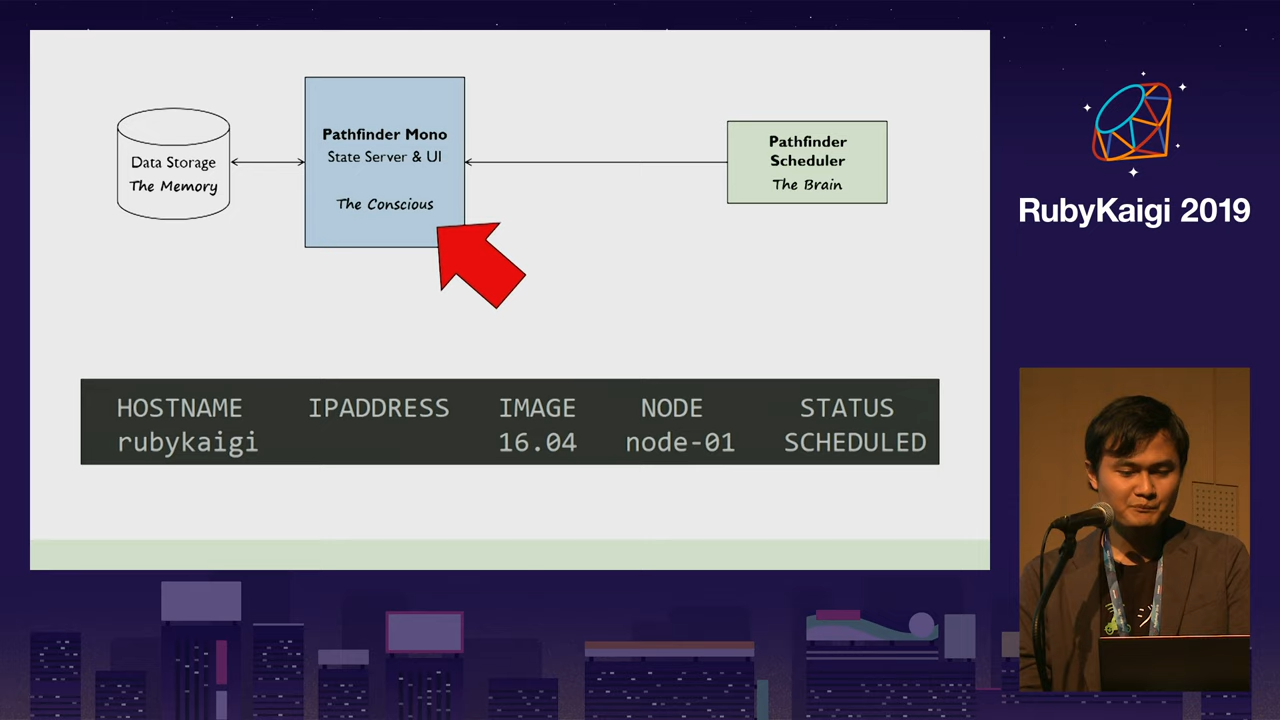 Data Storage
The Memory
Pathfinder Mono
State Server & UI
The Conscious
Pathfinder
Scheduler
The Brain
HOSTNAME IPADDRESS IMAGE NODE STATUS
rubykaigi 16.04 node-01 SCHEDULED
RubyKaigi 2019